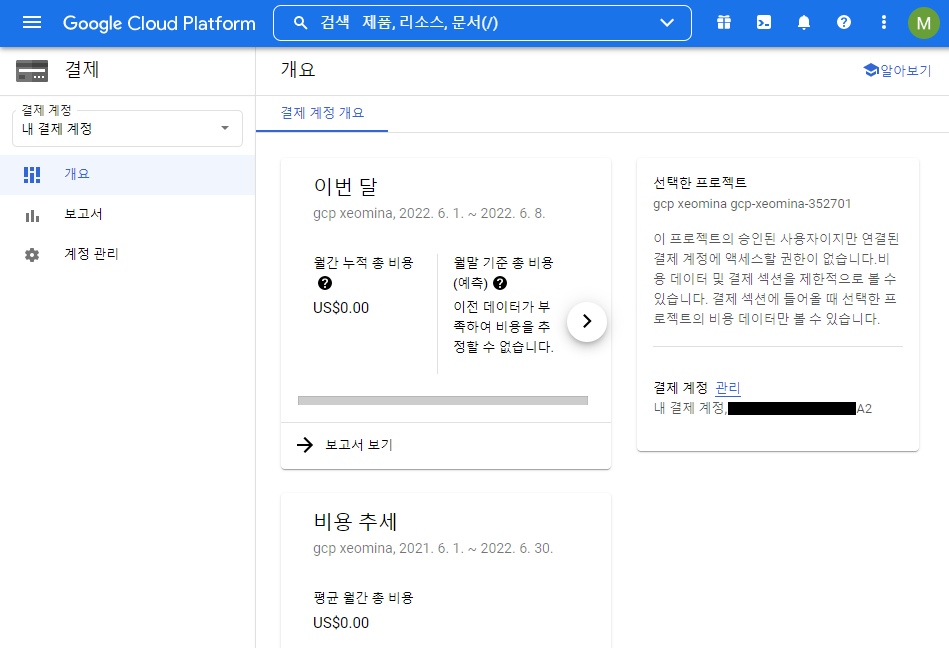 Google Cloud Platform
검색 제품, 리소스, 문서(/)
M
결제
개요
알아보기
결제 계정
내 결제 계정
개요
보고서
계정 관리
결제 계정 개요
이번 달
gcp xeomina, 2022. 6. 1. ~ 2022. 6. 8.
월간 누적 총 비용
US$0.00
월말 기준 총 비용
(예측)
이전 데이터가 부
족하여 비용을 추
정할 수 없습니다.
보고서 보기
비용 추세
gcp xeomina, 2021. 6. 1. ~ 2022. 6. 30.
평균 월간 총 비용
US$0.00
선택한 프로젝트
gcp xeomina gcp-xeomina-352701
이 프로젝트의 승인된 사용자이지만 연결된
결제 계정에 액세스할 권한이 없습니다.비
용 데이터 및 결제 섹션을 제한적으로 볼 수
있습니다. 결제 섹션에 들어올 때 선택한 프
로젝트의 비용 데이터만 볼 수 있습니다.
결제 계정 관리
내 결제 계정, A2